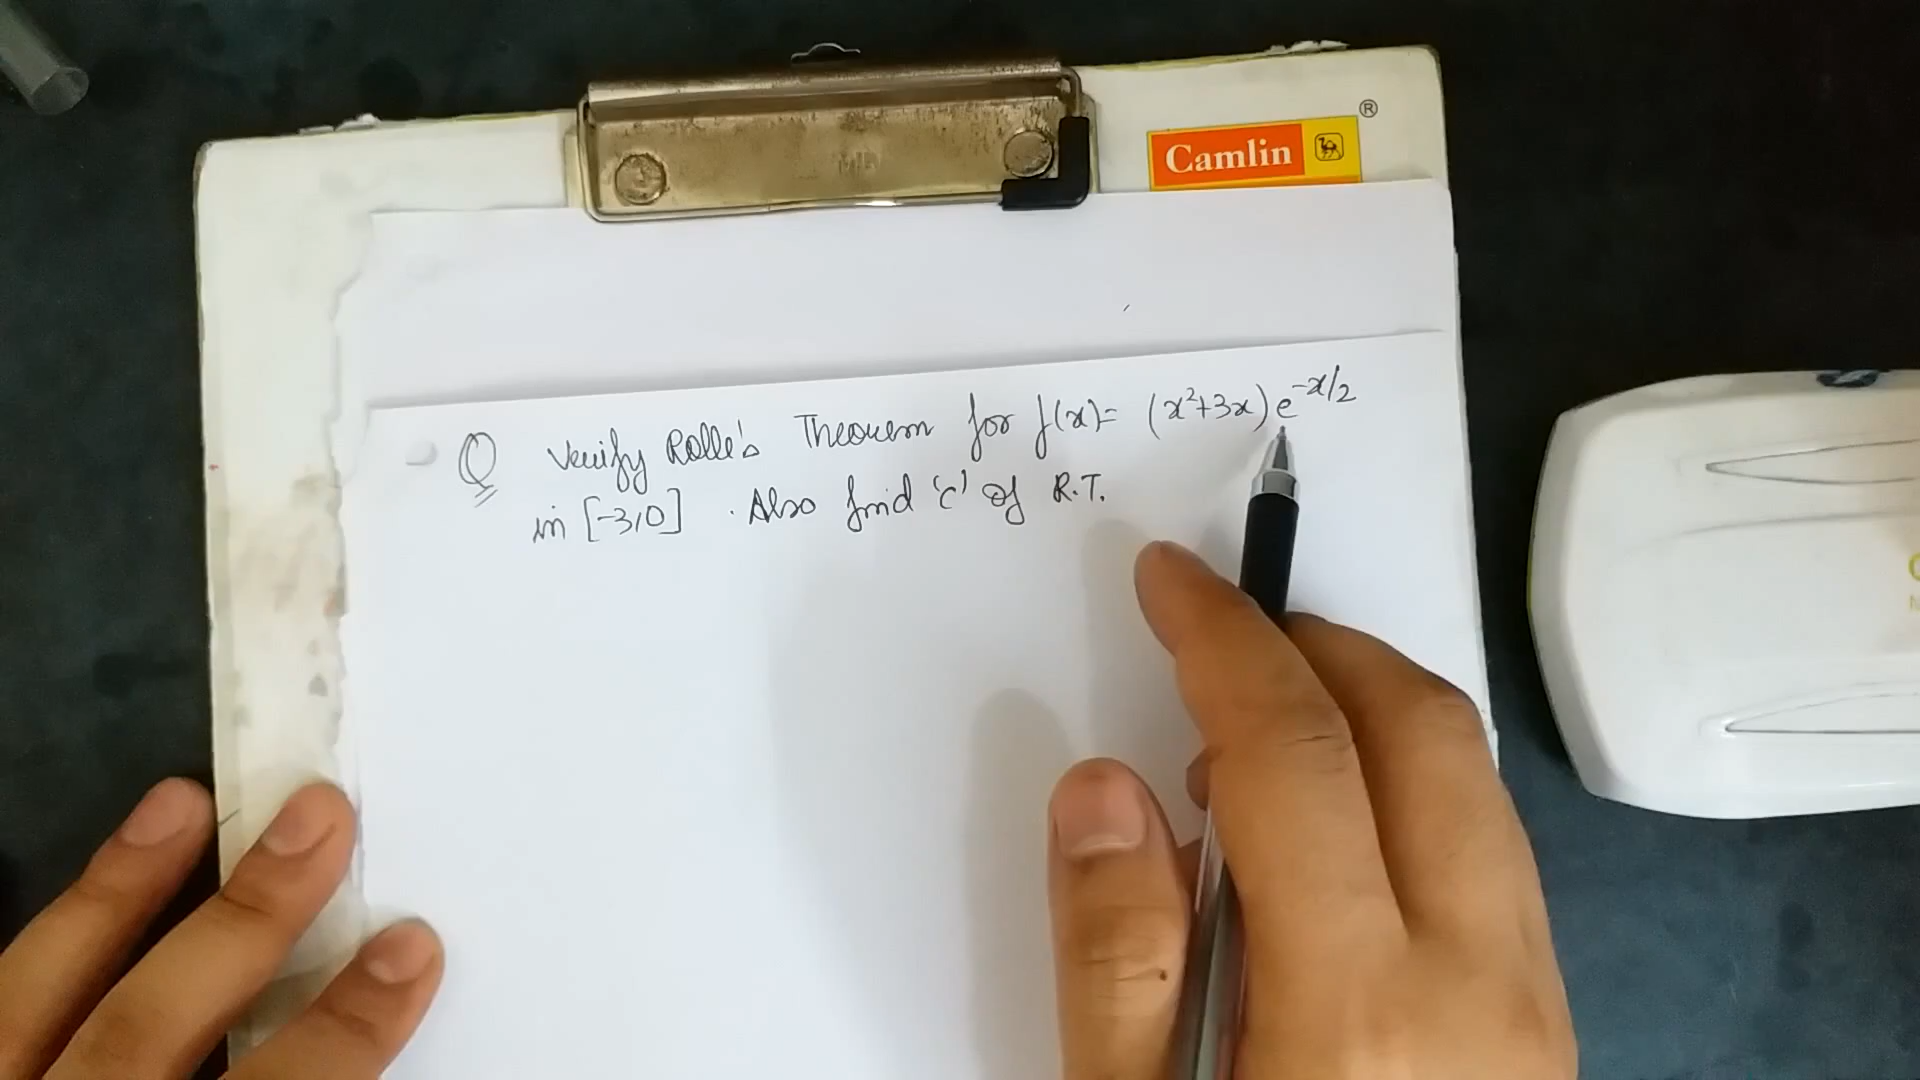 Camlin
®
Q Verify Rolle's Theorem for f(x) = (x²+3x) e^{-x/2}
in [-3,0] . Also find 'c' of R.T.